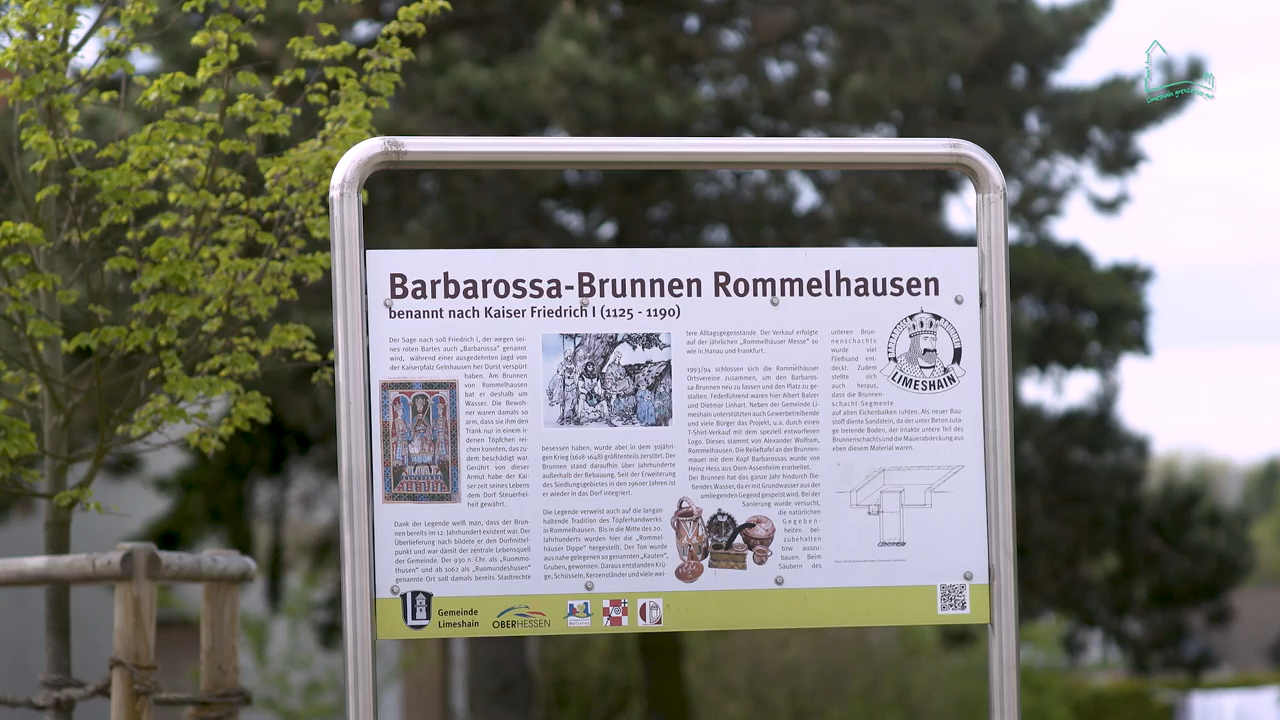 Barbarossa-Brunnen Rommelhausen
benannt nach Kaiser Friedrich I (1125 - 1190)
Der Sage nach soll Friedrich I., der wegen sei-
nes roten Bartes auch „Barbarossa" genannt
wird, während einer ausgedehnten Jagd von
der Kaiserpfalz Gelnhausen her Durst verspürt
haben. Am Brunnen
von Rommelhausen
bat er deshalb um
Wasser. Die Bewoh-
ner waren damals so
arm, dass sie ihm den
Trank nur in einem ir-
denen Töpfchen rei-
chen konnten, das zu-
dem beschädigt war.
Gerührt von dieser
Armut habe der Kai-
ser zeit seines Lebens
dem Dorf Steuerfrei-
heit gewährt.
Dank der Legende weiß man, dass der Brun-
nen bereits im 12. Jahrhundert existent war. Der
Überlieferung nach bildete er den Dorfmittel-
punkt und war damit der zentrale Lebensquell
der Gemeinde. Der 930 n. Chr. als „Ruommo-
thusen" und ab 1062 als „Ruomundeshusen"
genannte Ort soll damals bereits Stadtrechte
besessen haben, wurde aber in dem 30jähri-
gen Krieg (1618-1648) größtenteils zerstört. Der
Brunnen stand daraufhin über Jahrhunderte
außerhalb der Bebauung. Seit der Erweiterung
des Siedlungsgebietes in den 1960er Jahren ist
er wieder in das Dorf integriert.
Die Legende verweist auch auf die langan-
haltende Tradition des Töpferhandwerks
in Rommelhausen. Bis in die Mitte des 20.
Jahrhunderts wurden hier die „Rommel-
häuser Dippe" hergestellt. Der Ton wurde
aus nahe gelegenen so genannten „Kauten",
Gruben, gewonnen. Daraus entstanden Krü-
ge, Schüsseln, Kerzenständer und viele wei-
tere Alltagsgegenstände. Der Verkauf erfolgte
auf der jährlichen „Rommelhäuser Messe" so-
wie in Hanau und Frankfurt.
1993/94 schlossen sich die Rommelhäuser
Ortsvereine zusammen, um den Barbaros-
sa-Brunnen neu zu fassen und den Platz zu ge-
stalten. Federführend waren hier Albert Balzer
und Dietmar Linhart. Neben der Gemeinde Li-
meshain unterstützten auch Gewerbetreibende
und viele Bürger das Projekt, u.a. durch einen
T-Shirt-Verkauf mit dem speziell entworfenen
Logo. Dieses stammt von Alexander Wolfram,
Rommelhausen. Die Relieftafel an der Brunnen-
mauer mit dem Kopf Barbarossas wurde von
Heinz Hess aus Dorn-Assenheim erarbeitet.
Der Brunnen hat das ganze Jahr hindurch flie-
ßendes Wasser, da er mit Grundwasser aus der
umliegenden Gegend gespeist wird. Bei der
Sanierung wurde versucht,
die natürlichen
Gegeben-
heiten bei-
zubehalten
bzw. auszu-
bauen. Beim
Säubern des
unteren Brun-
nenschachts
wurde viel
Fließsand ent-
deckt. Zudem
stellte sich
auch heraus,
dass die Brunnen-
schacht-Segmente
auf alten Eichenbalken ruhten. Als neuer Bau-
stoff diente Sandstein, da der unter Beton zuta-
ge tretende Boden, der intakte untere Teil des
Brunnenschachts und die Mauerabdeckung aus
eben diesem Material waren.
BARBAROSSA BRUNNEN
LIMESHAIN
Gemeinde
Limeshain
OBERHESSEN